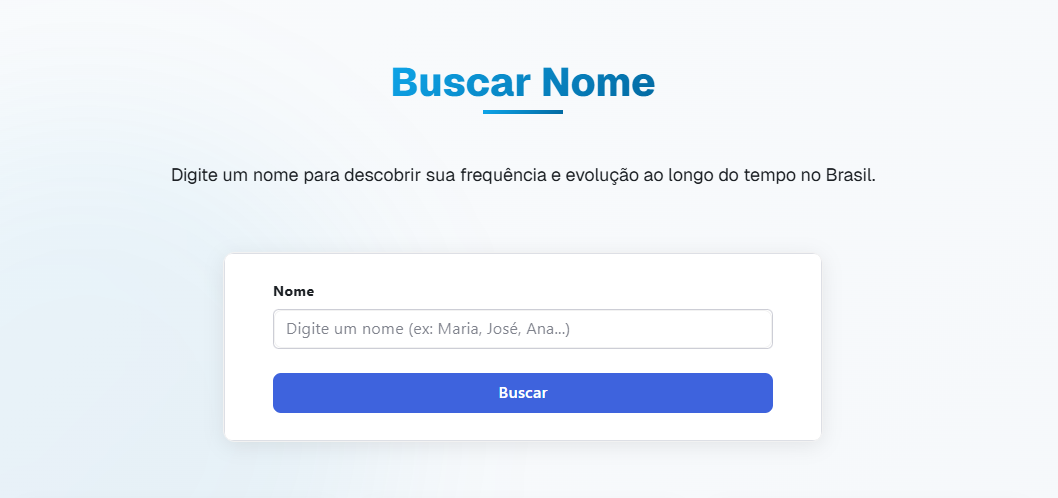 Buscar Nome
Digite um nome para descobrir sua frequência e evolução ao longo do tempo no Brasil.
Nome
Digite um nome (ex: Maria, José, Ana...)
Buscar